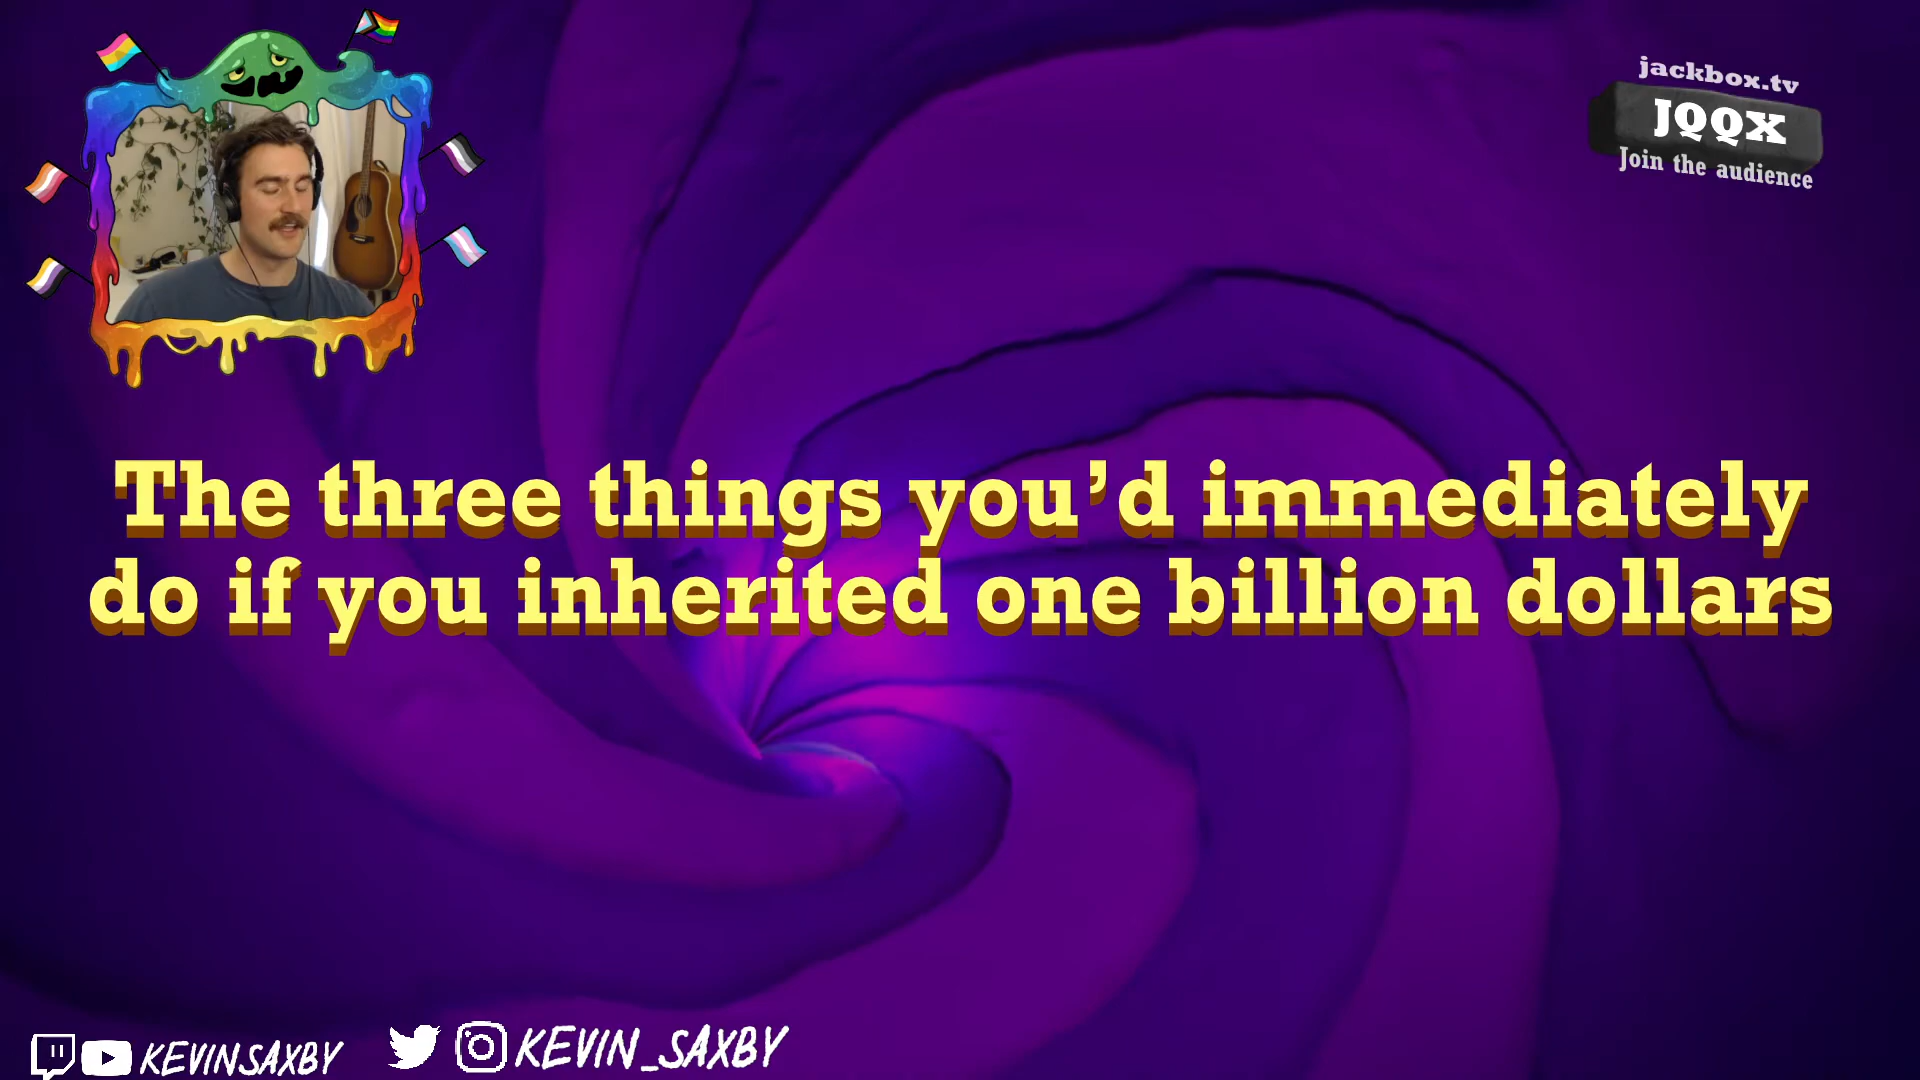 jackbox.tv
JQQX
Join the audience
The three things you’d immediately
do if you inherited one billion dollars
KEVINSAXBY
KEVIN_SAXBY